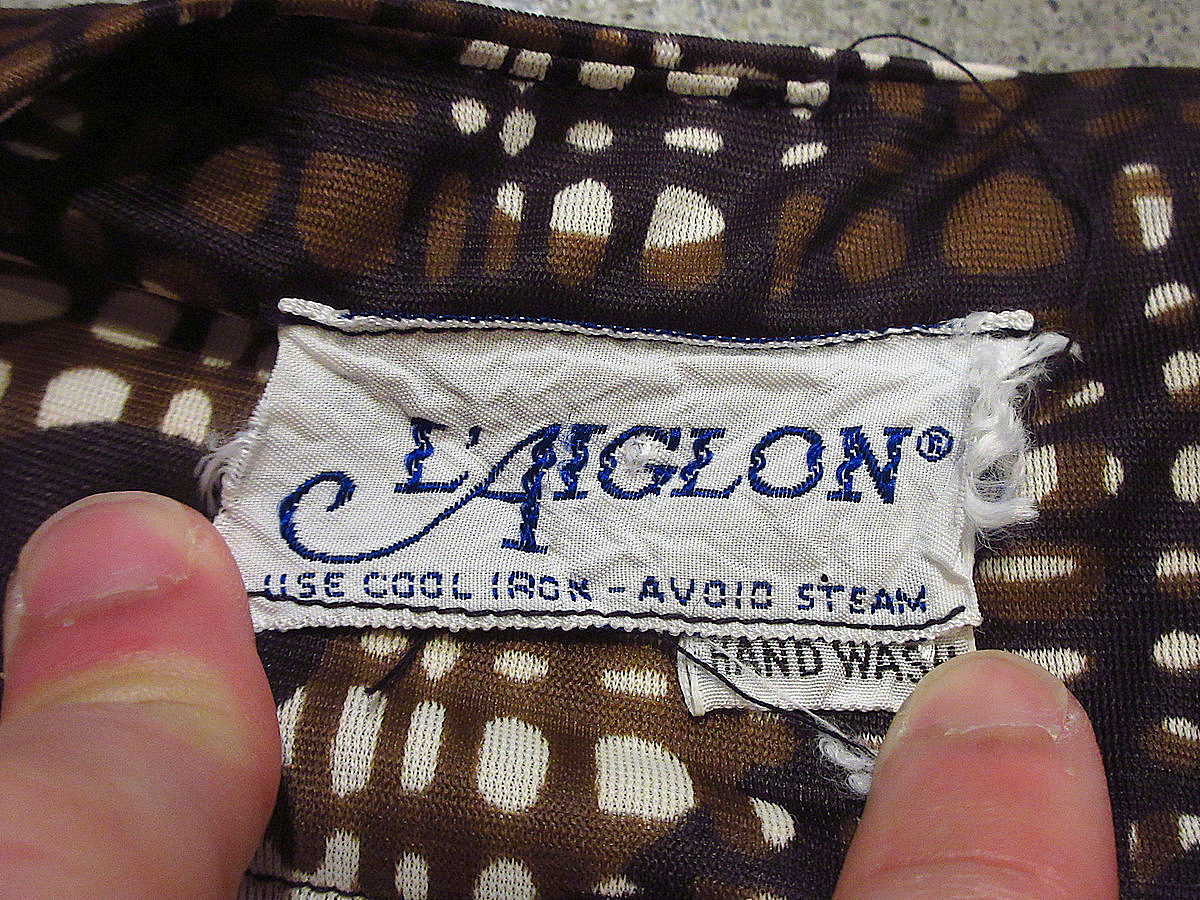 L'AIGLON®
USE COOL IRON - AVOID STEAM
HAND WASH